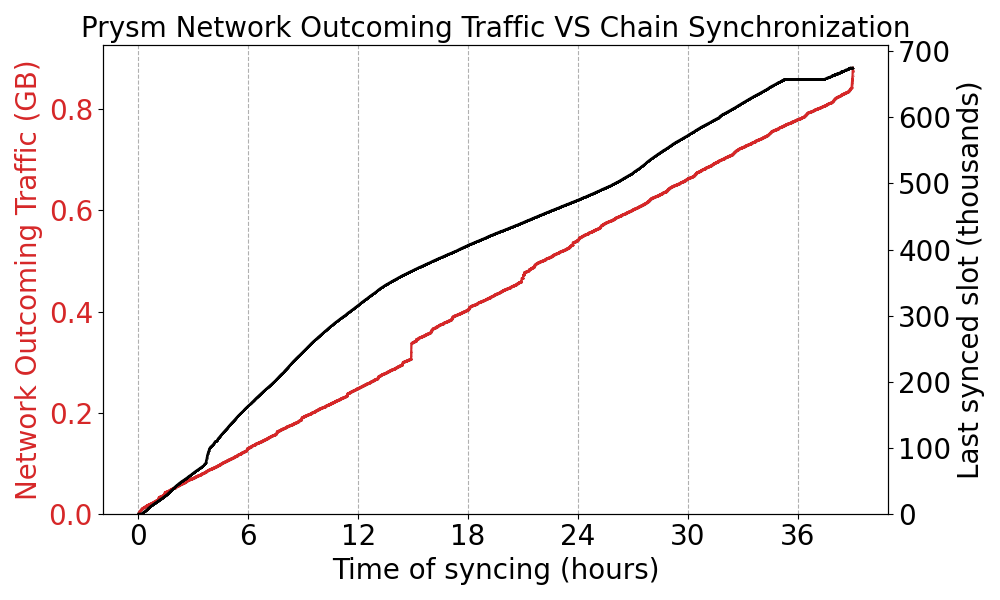 Prysm Network Outcoming Traffic VS Chain Synchronization
Network Outcoming Traffic (GB)
0.8
0.6
0.4
0.2
0.0
700
600
500
400
300
200
100
0
Last synced slot (thousands)
0 6 12 18 24 30 36
Time of syncing (hours)